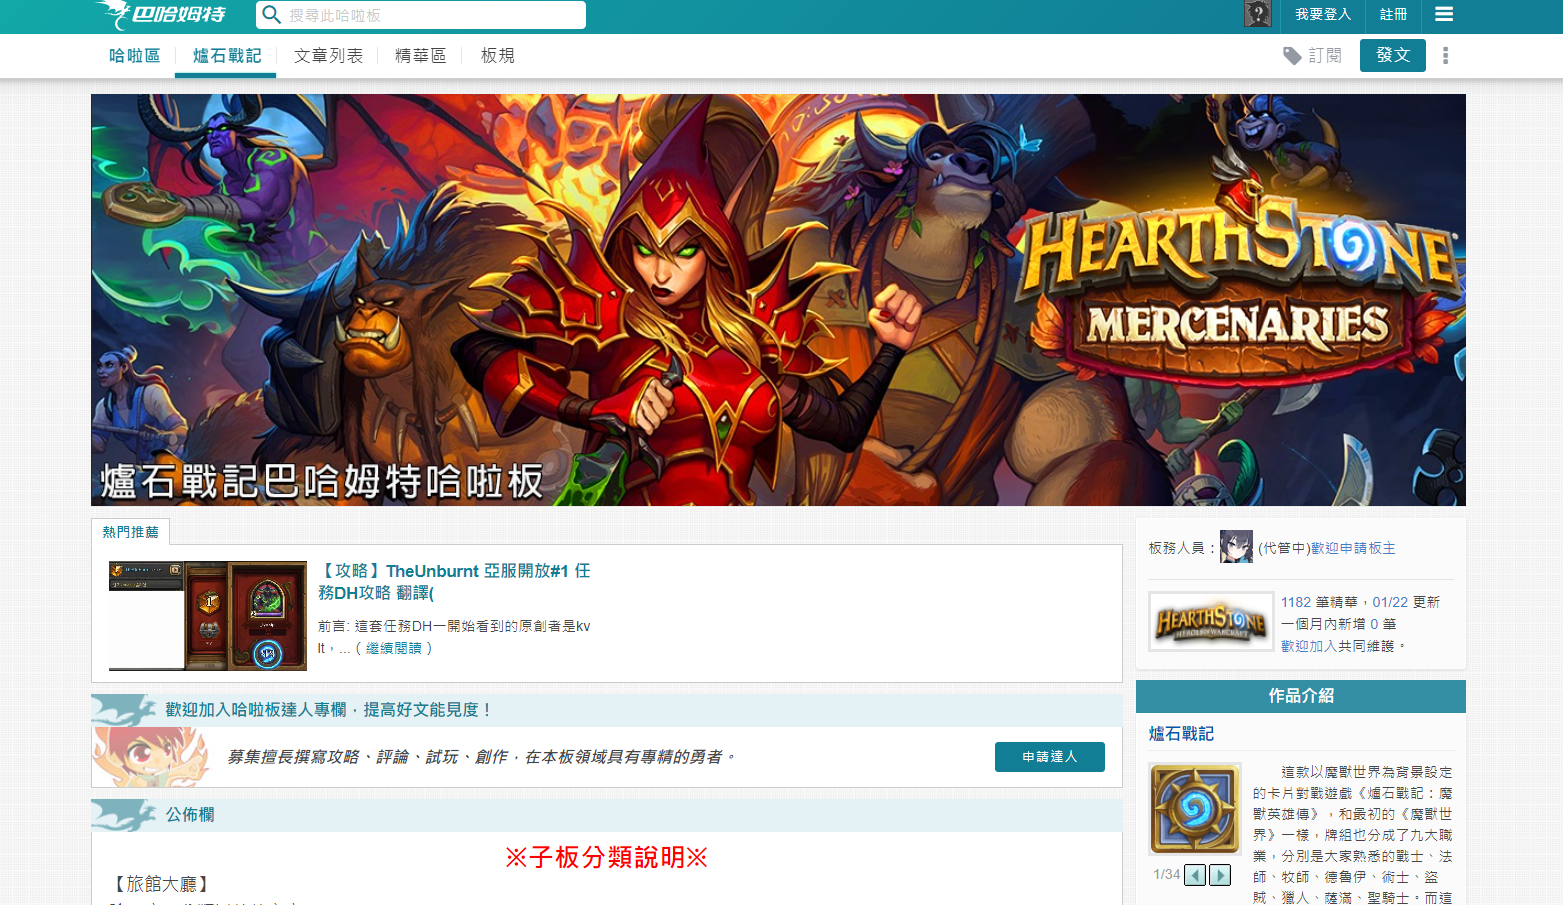 巴哈姆特
搜尋此哈啦板
我要登入
註冊
哈啦區
爐石戰記
文章列表
精華區
板規
訂閱
發文
HEARTHSTONE
MERCENARIES
爐石戰記巴哈姆特哈啦板
熱門推薦
【攻略】TheUnburnt 亞服開放#1 任
務DH攻略 翻譯(
前言: 這套任務DH一開始看到的原創者是kv
lt，...（繼續閱讀）
歡迎加入哈啦板達人專欄，提高好文能見度！
募集擅長撰寫攻略、評論、試玩、創作，在本板領域具有專精的勇者。
申請達人
公佈欄
※子板分類說明※
【旅館大廳】
板務人員：
(代管中)歡迎申請板主
HEARTHSTONE
HEROES OF WARCRAFT
1182 筆精華，01/22 更新
一個月內新增 0 筆
歡迎加入共同維護。
作品介紹
爐石戰記
這款以魔獸世界為背景設定
的卡片對戰遊戲《爐石戰記：魔
獸英雄傳》，和最初的《魔獸世
界》一樣，牌組也分成了九大職
業，分別是大家熟悉的戰士、法
師、牧師、德魯伊、術士、盜
賊、獵人、薩滿、聖騎士。而這
1/34